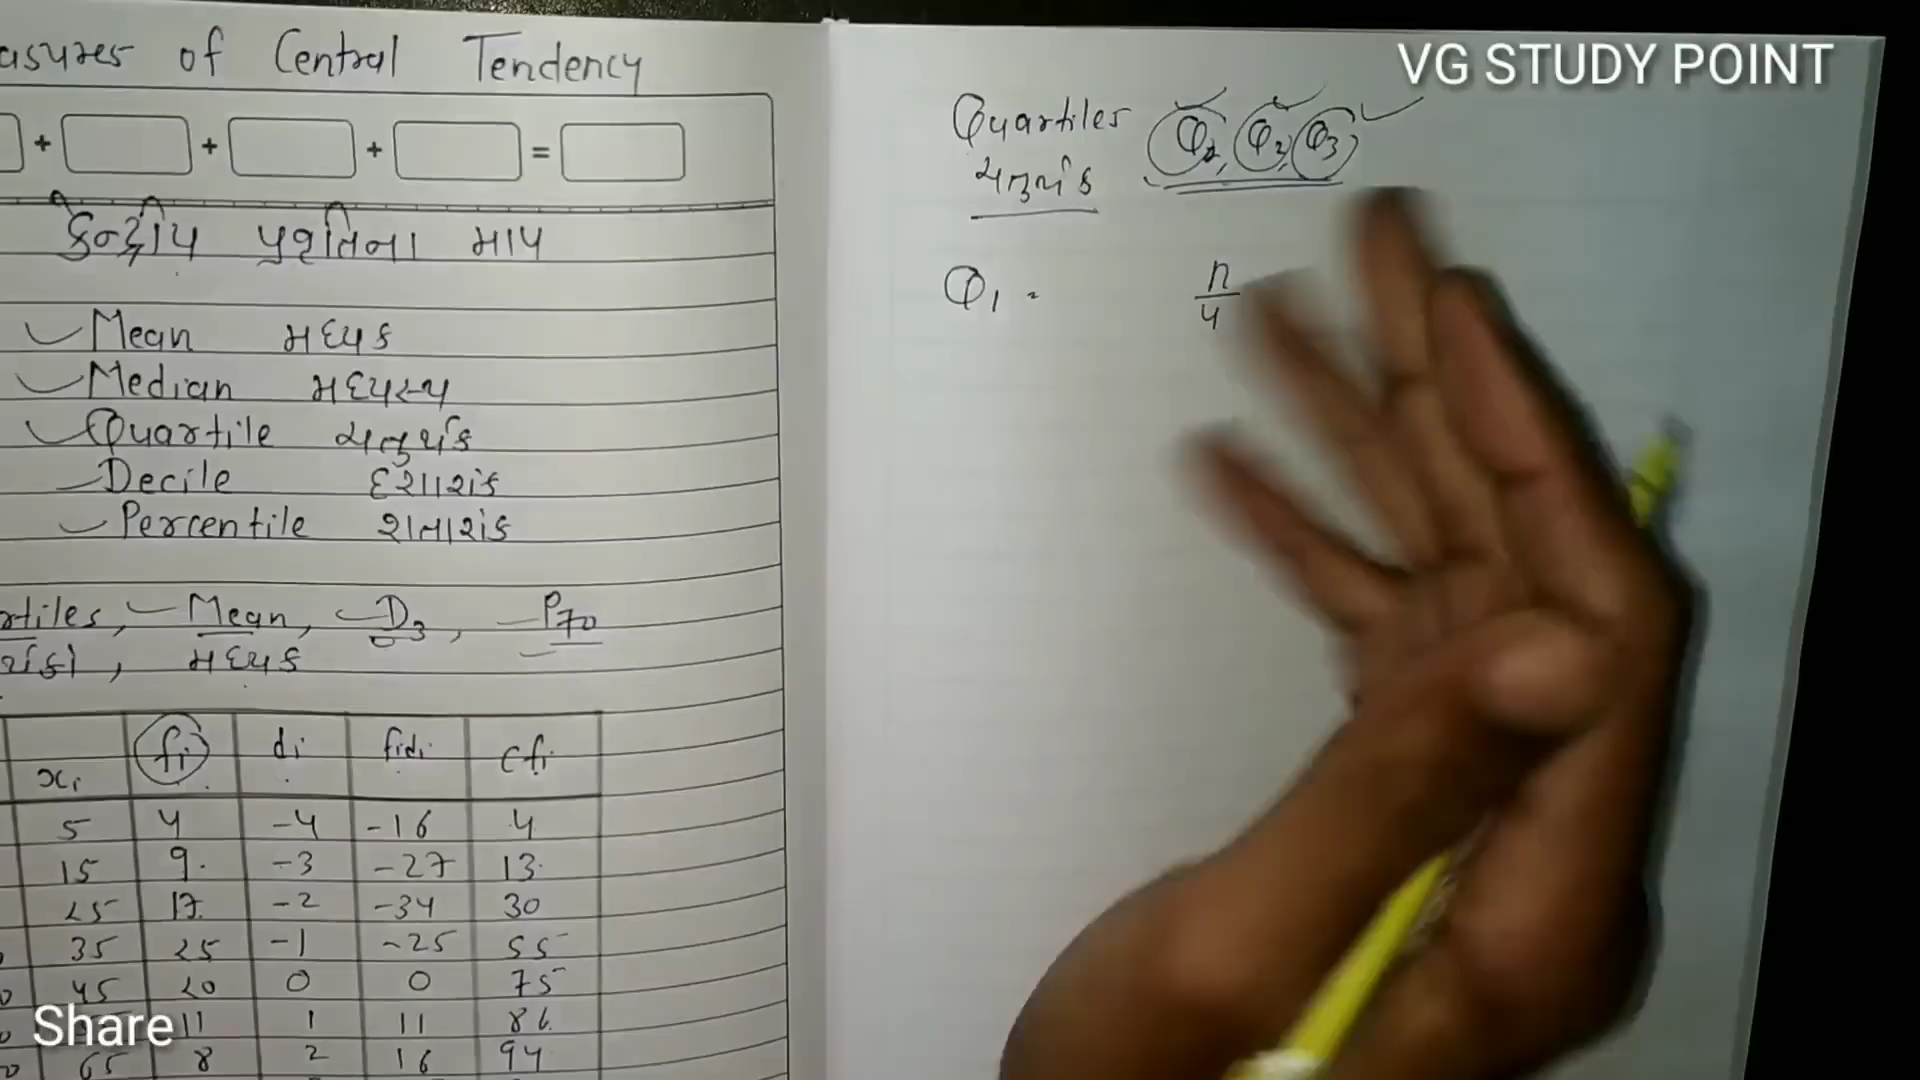 asures of Central Tendency
+ + + =
કેન્દ્રીય પ્રશતિના માપ
Mean મધ્યક
Median મધ્યસ્થ
Quartile ચતુર્થક
Decile દશાંશક
Percentile શતાંશક
rtiles, Mean, D3, P70
, મધ્યક
xi fi di fidi cfi
5 4 -4 -16 4
15 9 -3 -27 13
25 17 -2 -34 30
35 25 -1 -25 55
45 20 0 0 75
11 1 11 86
65 8 2 16 94
Share
VG STUDY POINT
Quartiles Q1, Q2, Q3
ચતુર્થક
Q1 = n/4